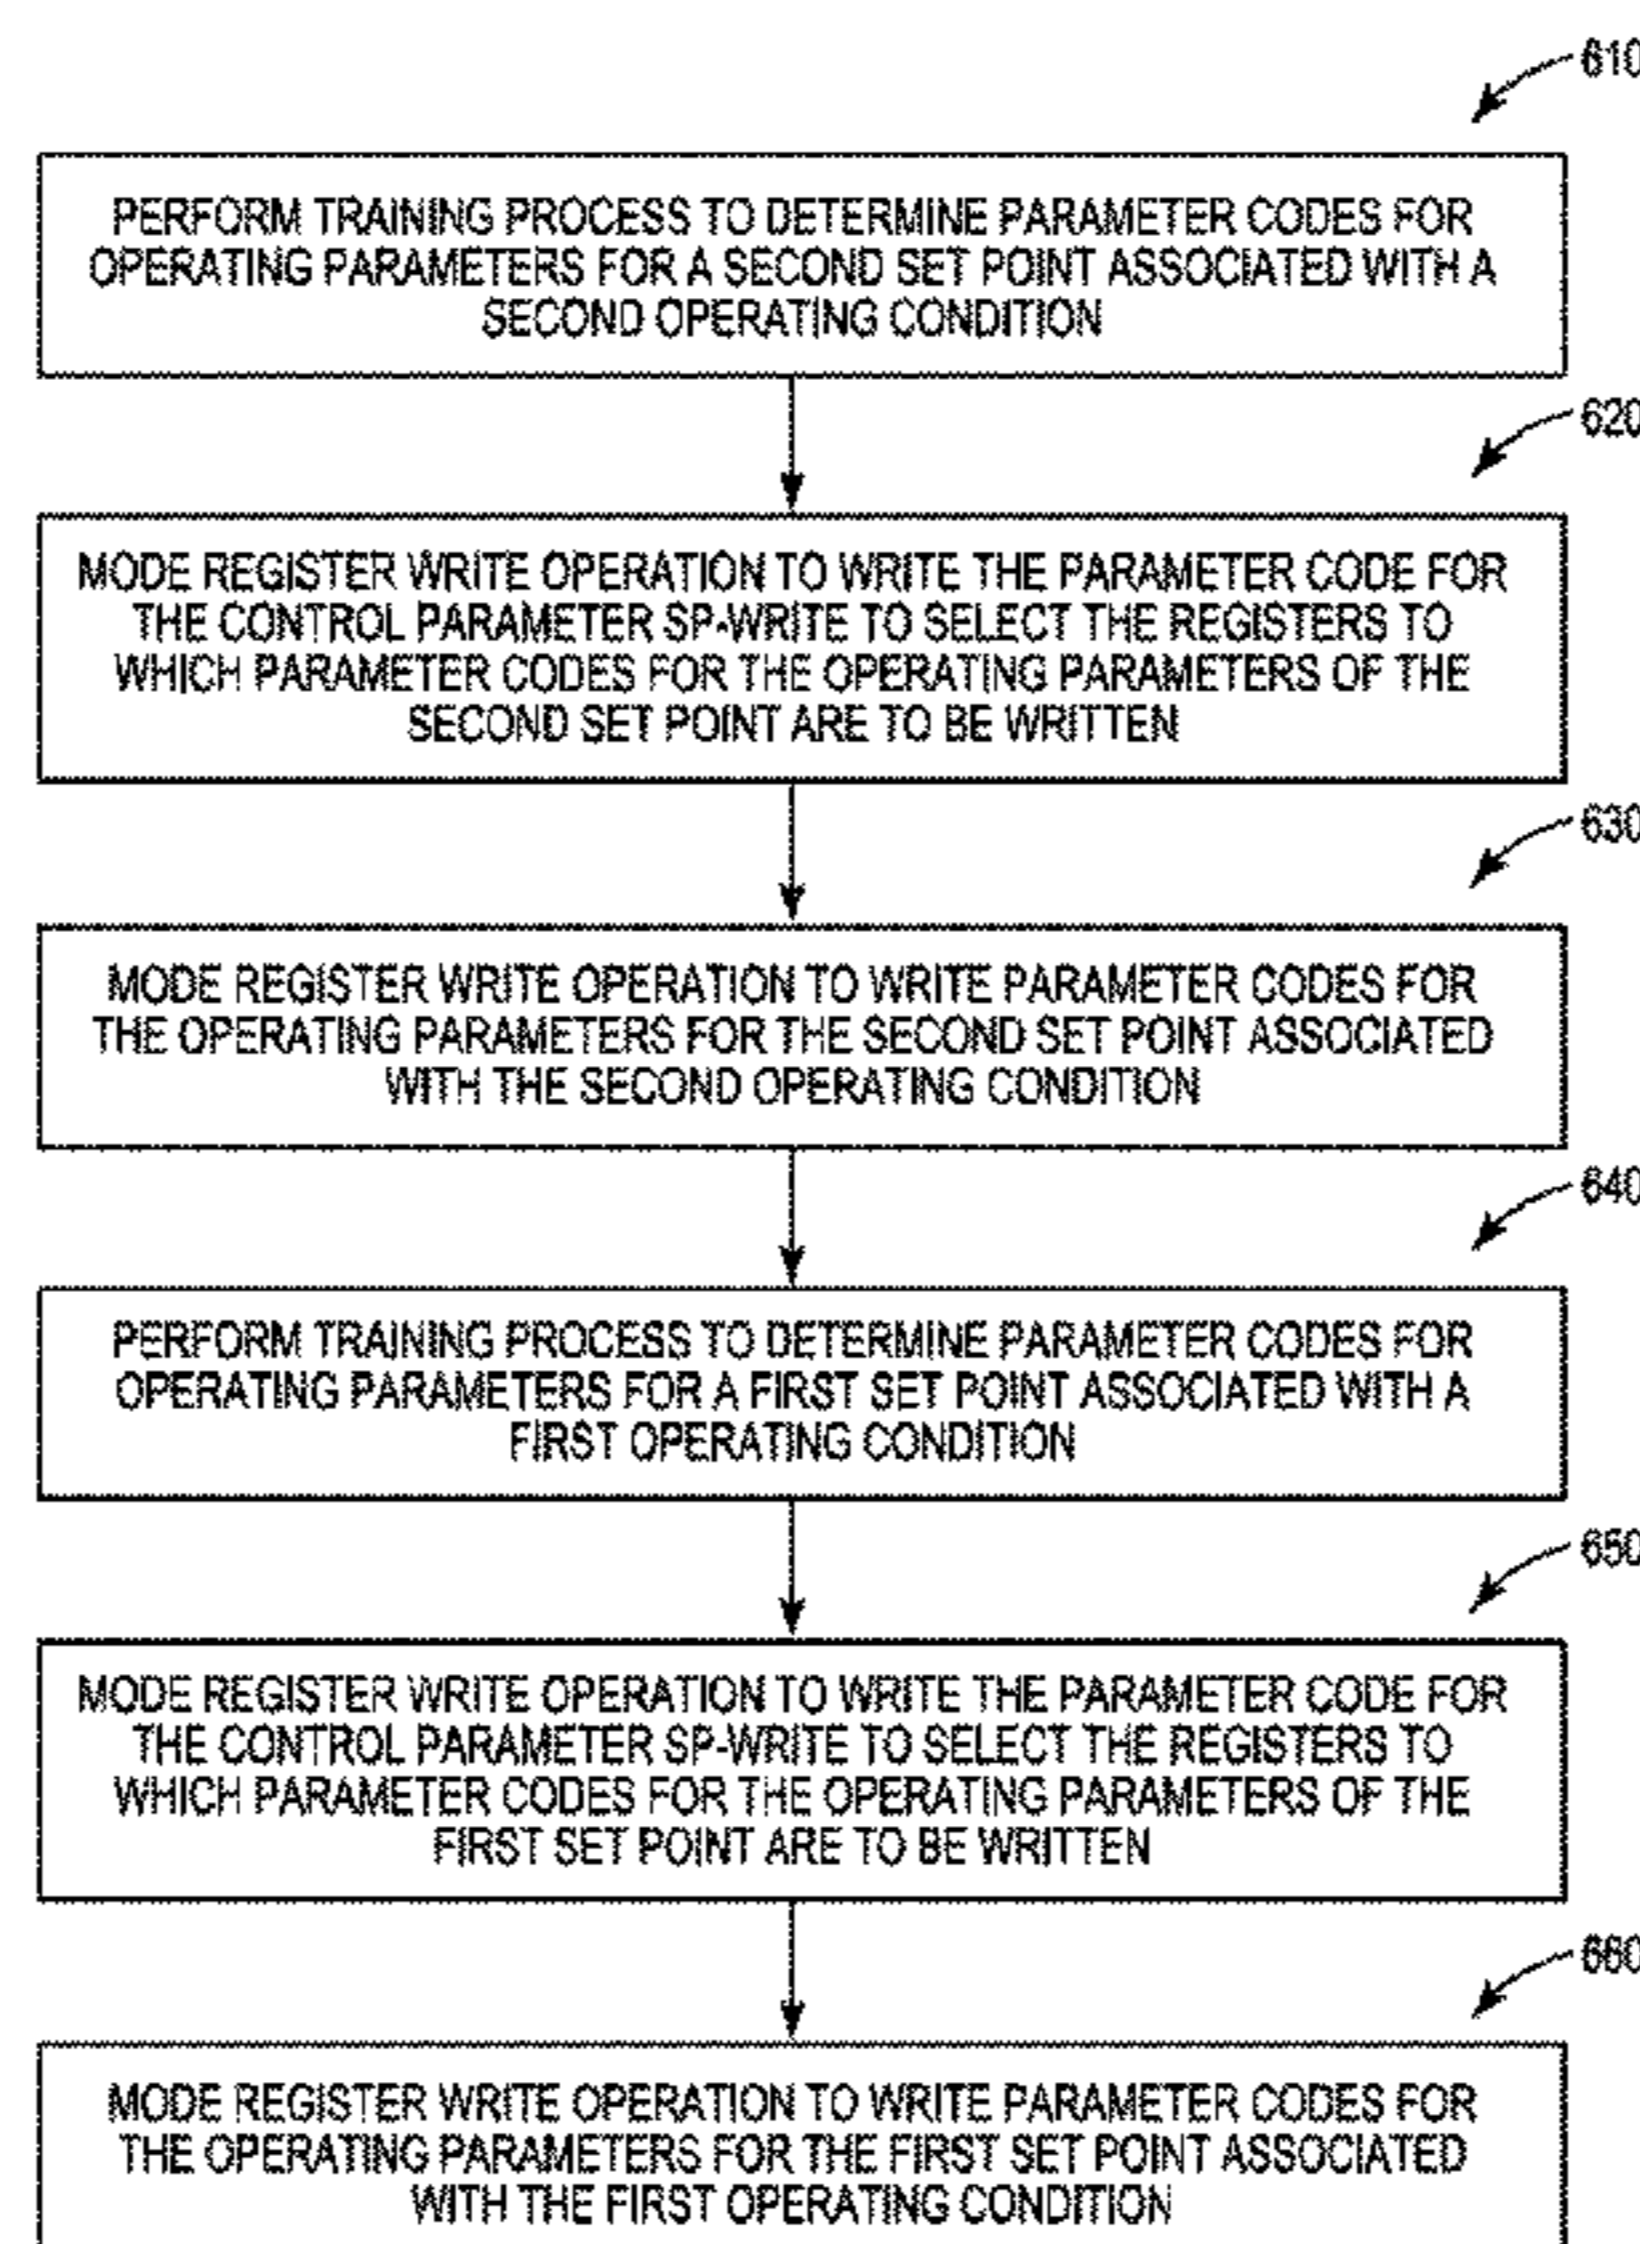 610
PERFORM TRAINING PROCESS TO DETERMINE PARAMETER CODES FOR
OPERATING PARAMETERS FOR A SECOND SET POINT ASSOCIATED WITH A
SECOND OPERATING CONDITION
620
MODE REGISTER WRITE OPERATION TO WRITE THE PARAMETER CODE FOR
THE CONTROL PARAMETER SP-WRITE TO SELECT THE REGISTERS TO
WHICH PARAMETER CODES FOR THE OPERATING PARAMETERS OF THE
SECOND SET POINT ARE TO BE WRITTEN
630
MODE REGISTER WRITE OPERATION TO WRITE PARAMETER CODES FOR
THE OPERATING PARAMETERS FOR THE SECOND SET POINT ASSOCIATED
WITH THE SECOND OPERATING CONDITION
640
PERFORM TRAINING PROCESS TO DETERMINE PARAMETER CODES FOR
OPERATING PARAMETERS FOR A FIRST SET POINT ASSOCIATED WITH A
FIRST OPERATING CONDITION
650
MODE REGISTER WRITE OPERATION TO WRITE THE PARAMETER CODE FOR
THE CONTROL PARAMETER SP-WRITE TO SELECT THE REGISTERS TO
WHICH PARAMETER CODES FOR THE OPERATING PARAMETERS OF THE
FIRST SET POINT ARE TO BE WRITTEN
660
MODE REGISTER WRITE OPERATION TO WRITE PARAMETER CODES FOR
THE OPERATING PARAMETERS FOR THE FIRST SET POINT ASSOCIATED
WITH THE FIRST OPERATING CONDITION